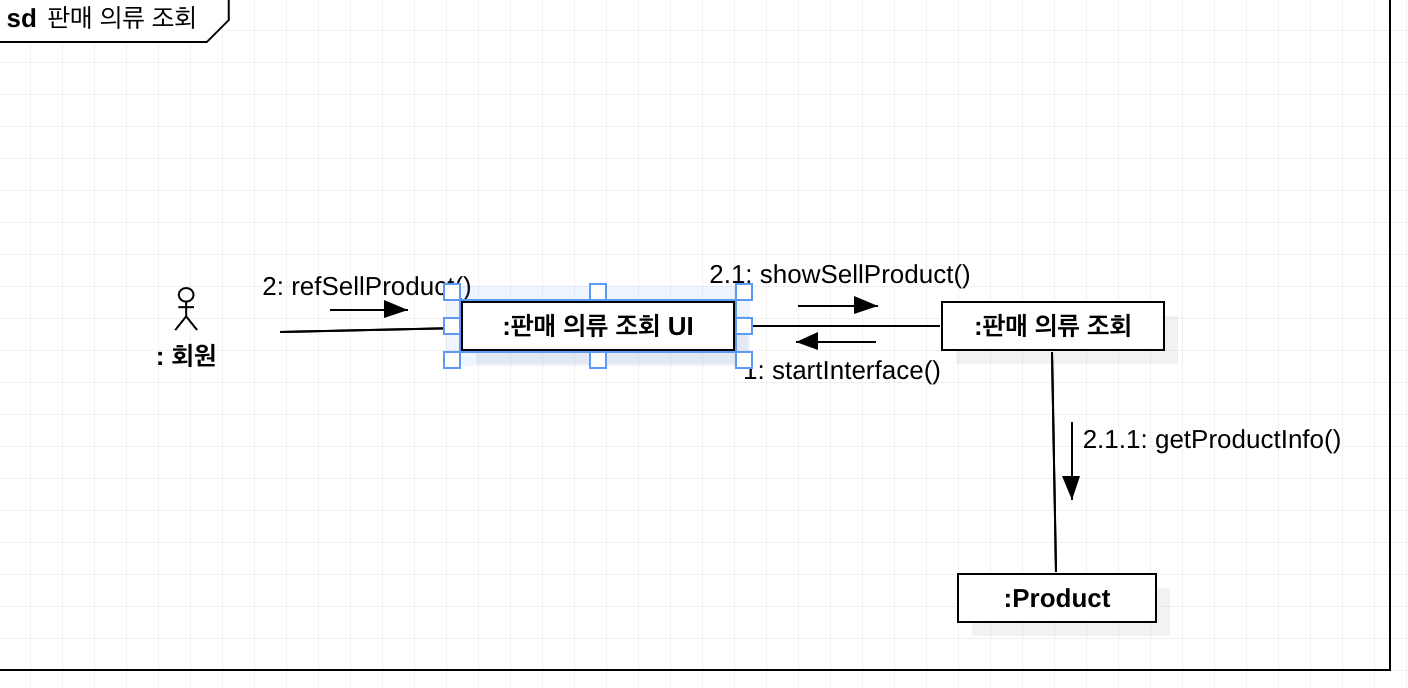 sd 판매 의류 조회
2: refSellProduct()
2.1: showSellProduct()
:판매 의류 조회 UI
:판매 의류 조회
: 회원
1: startInterface()
2.1.1: getProductInfo()
:Product